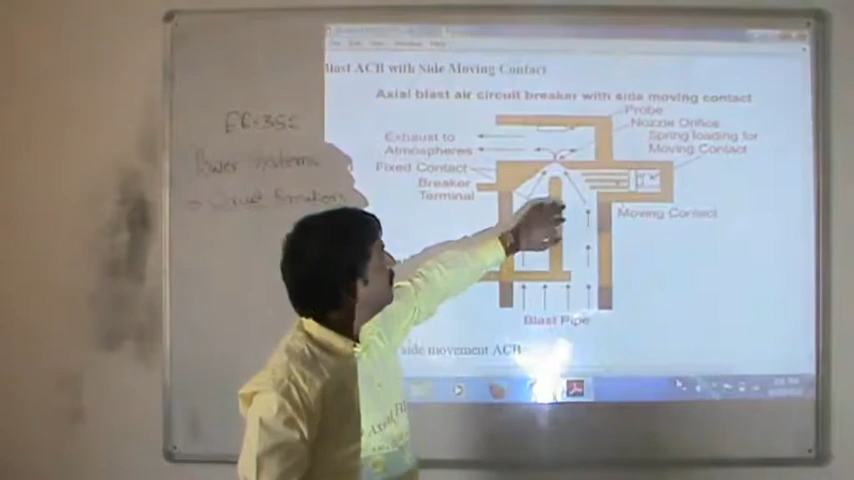 EE-352
Power Systems
Circuit Breakers
Blast ACB with Side Moving Contact
Axial blast air circuit breaker with side moving contact
Probe
Nozzle Orifice
Exhaust to
Atmospheres
Spring loading for
Moving Contact
Fixed Contact
Breaker
Terminal
Moving Contact
Blast Pipe
side movement ACB